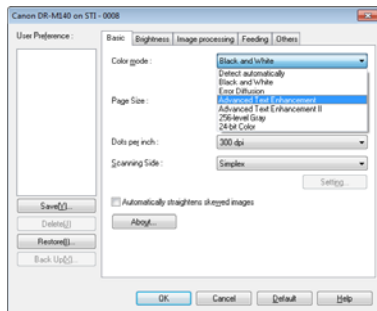 Canon DR-M140 on STI - 0008
User Preference :
Basic Brightness Image processing Feeding Others
Color mode : Black and White
Detect automatically
Black and White
Error Diffusion
Advanced Text Enhancement
Advanced Text Enhancement II
256-level Gray
24-bit Color
Page Size :
Dots per inch : 300 dpi
Scanning Side : Simplex
Setting...
Automatically straightens skewed images
About...
Save(V)...
Delete(J)
Restore(I)...
Back Up(X)...
OK Cancel Default Help